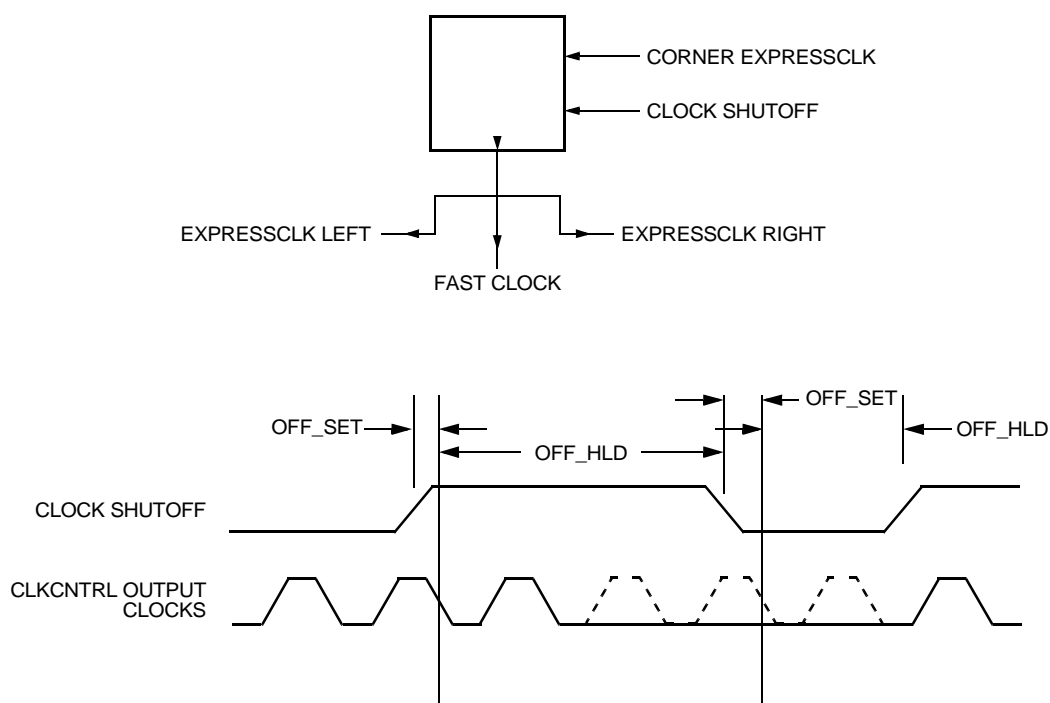 CORNER EXPRESSCLK
CLOCK SHUTOFF
EXPRESSCLK LEFT
EXPRESSCLK RIGHT
FAST CLOCK
OFF_SET
OFF_SET
OFF_HLD
OFF_HLD
CLOCK SHUTOFF
CLKCNTRL OUTPUT
CLOCKS